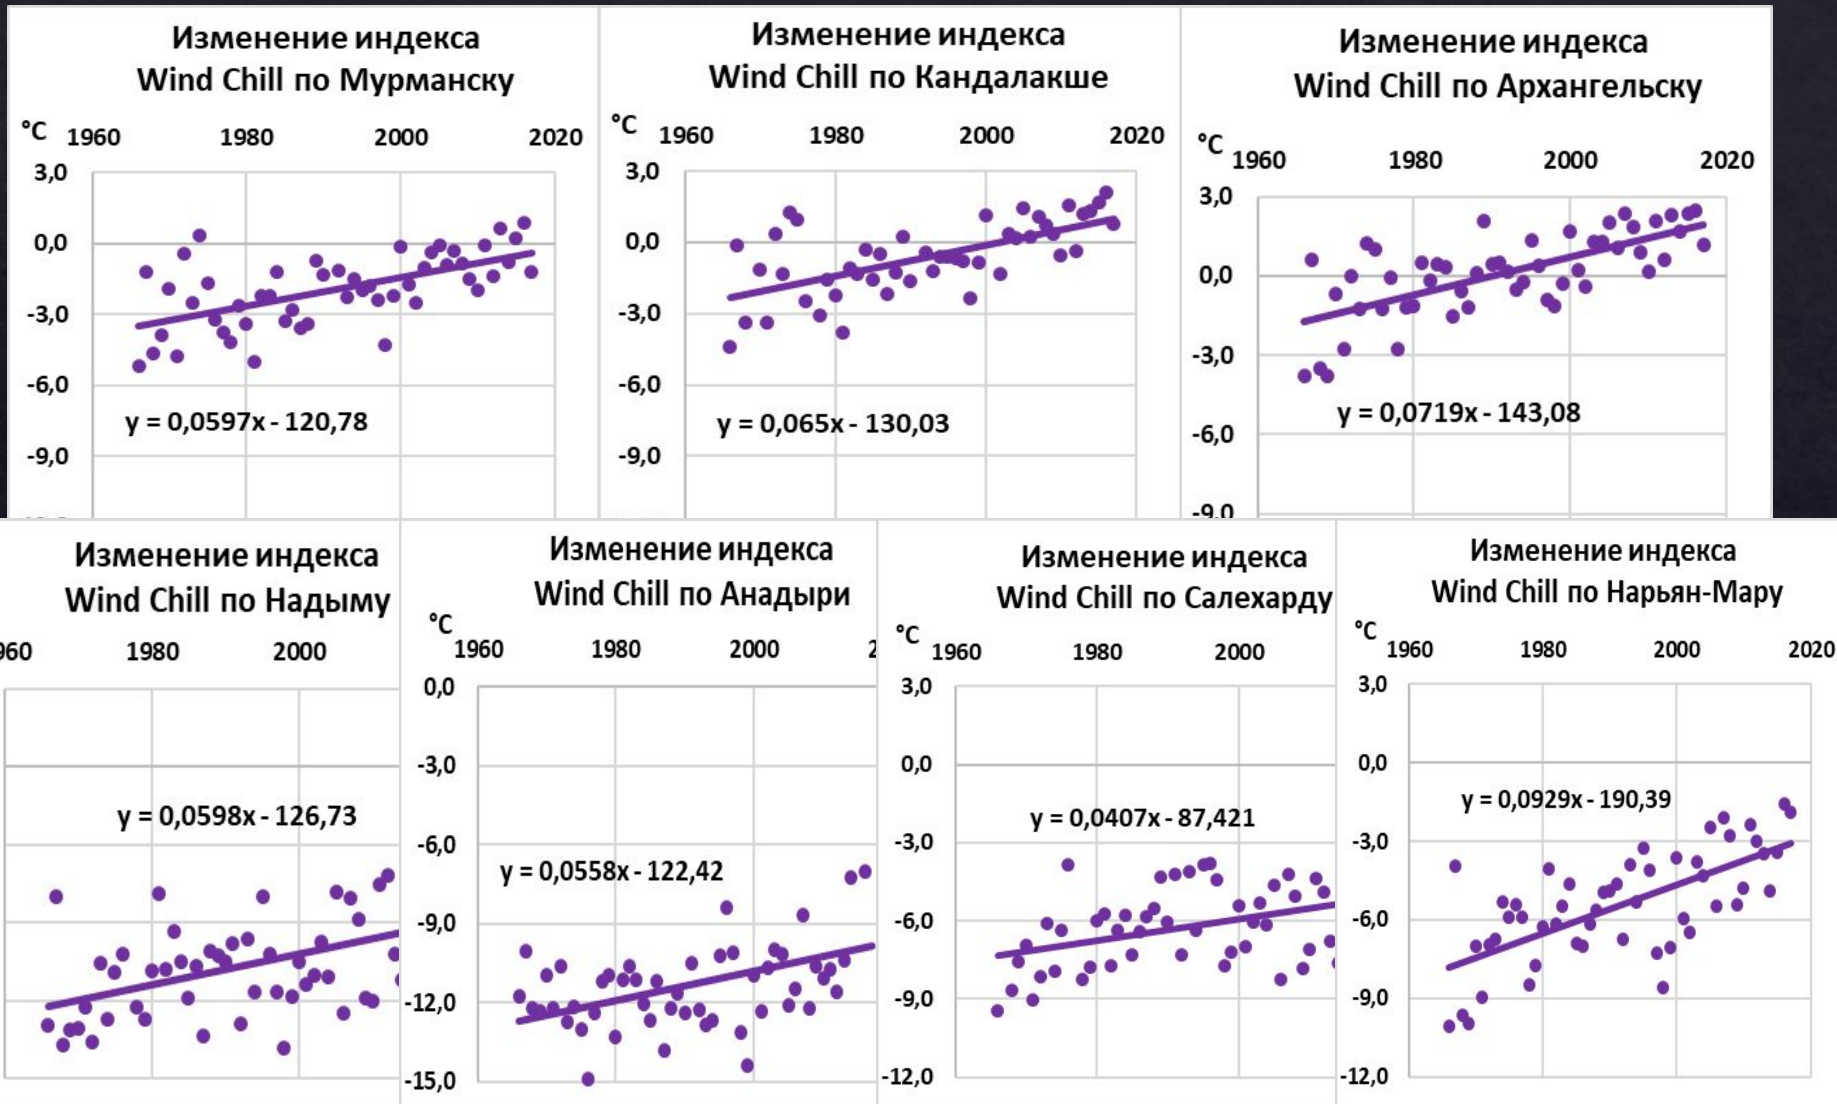 Изменение индекса
Wind Chill по Мурманску
°C
1960 1980 2000 2020
3,0
0,0
-3,0
-6,0
y = 0,0597x - 120,78
-9,0
Изменение индекса
Wind Chill по Кандалакше
°C
1960 1980 2000 2020
3,0
0,0
-3,0
-6,0
y = 0,065x - 130,03
-9,0
Изменение индекса
Wind Chill по Архангельску
°C
1960 1980 2000 2020
3,0
0,0
-3,0
y = 0,0719x - 143,08
-6,0
-9,0
Изменение индекса
Wind Chill по Надыму
960 1980 2000
y = 0,0598x - 126,73
Изменение индекса
Wind Chill по Анадыри
°C
1960 1980 2000 2
0,0
-3,0
-6,0
y = 0,0558x - 122,42
-9,0
-12,0
-15,0
Изменение индекса
Wind Chill по Салехарду
°C
1960 1980 2000
3,0
0,0
y = 0,0407x - 87,421
-3,0
-6,0
-9,0
-12,0
Изменение индекса
Wind Chill по Нарьян-Мару
°C
1960 1980 2000 2020
3,0
0,0
y = 0,0929x - 190,39
-3,0
-6,0
-9,0
-12,0